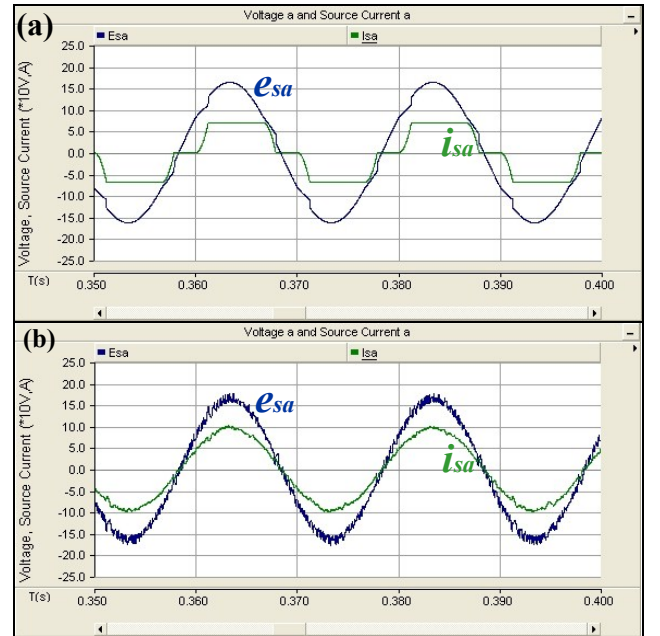 (a)
Voltage a and Source Current a
Esa Isa
Voltage, Source Current (*10V,A)
25.0
20.0
15.0
10.0
5.0
0.0
-5.0
-10.0
-15.0
-20.0
-25.0
esa
isa
T(s) 0.350 0.360 0.370 0.380 0.390 0.400
(b)
Voltage a and Source Current a
Esa Isa
Voltage, Source Current (*10V,A)
25.0
20.0
15.0
10.0
5.0
0.0
-5.0
-10.0
-15.0
-20.0
-25.0
esa
isa
T(s) 0.350 0.360 0.370 0.380 0.390 0.400